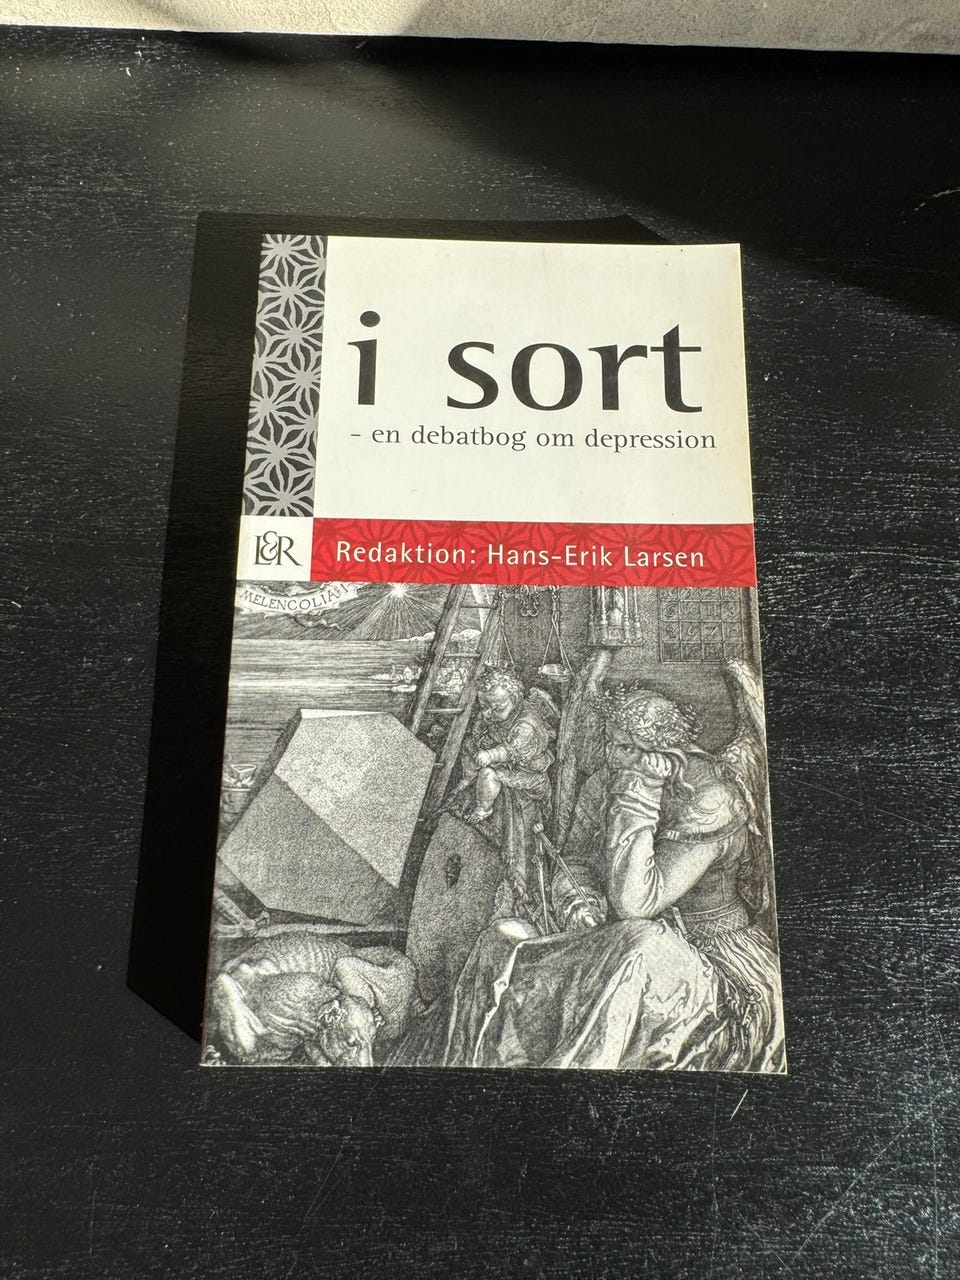 i sort
- en debatbog om depression
L&R
Redaktion: Hans-Erik Larsen
MELENCOLIA§I